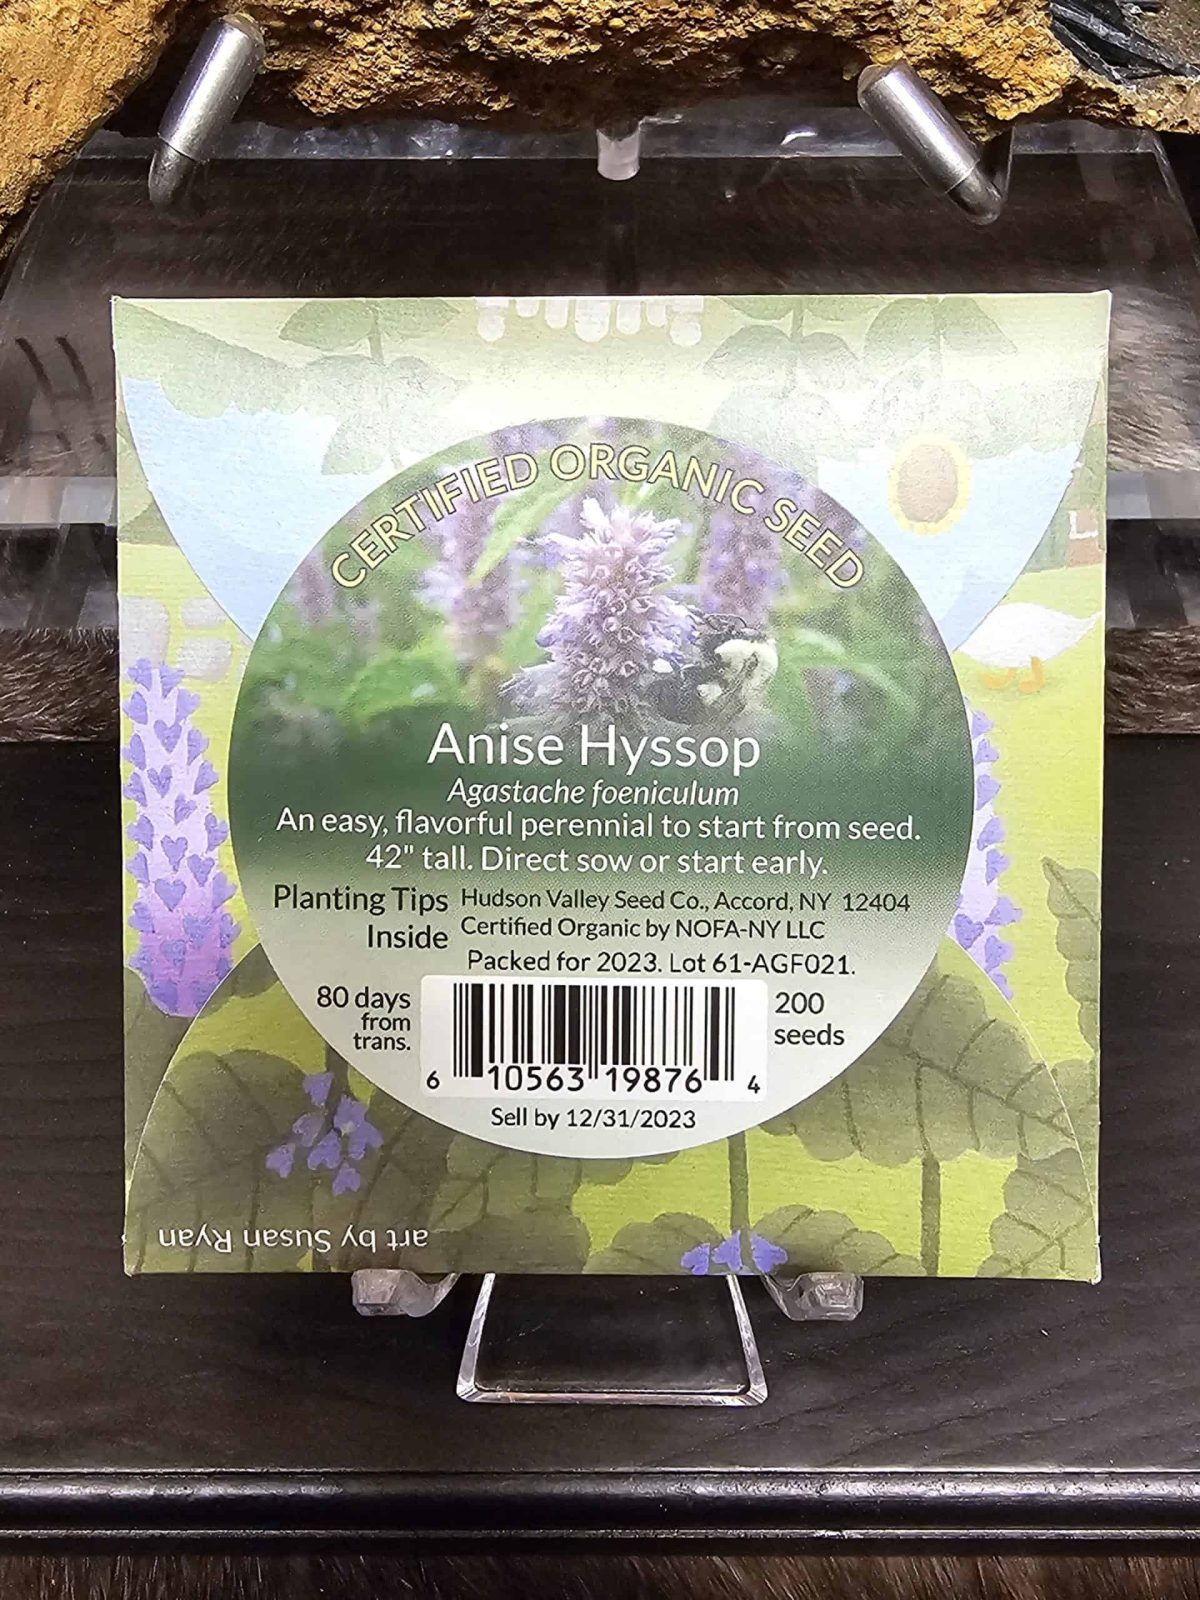 CERTIFIED ORGANIC SEED
Anise Hyssop
Agastache foeniculum
An easy, flavorful perennial to start from seed.
42" tall. Direct sow or start early.
Planting Tips
Inside
Hudson Valley Seed Co., Accord, NY 12404
Certified Organic by NOFA-NY LLC
Packed for 2023. Lot 61-AGF021.
80 days
from
trans.
6 10563 19876 4
200
seeds
Sell by 12/31/2023
art by Susan Ryan